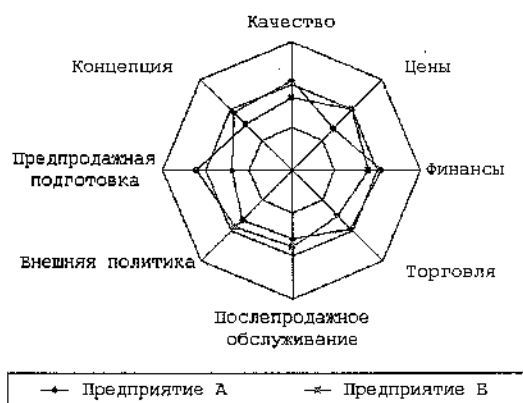 Качество
Концепция
Цены
Предпродажная
подготовка
Финансы
Внешняя политика
Торговля
Послепродажное
обслуживание
Предприятие А
Предприятие Б